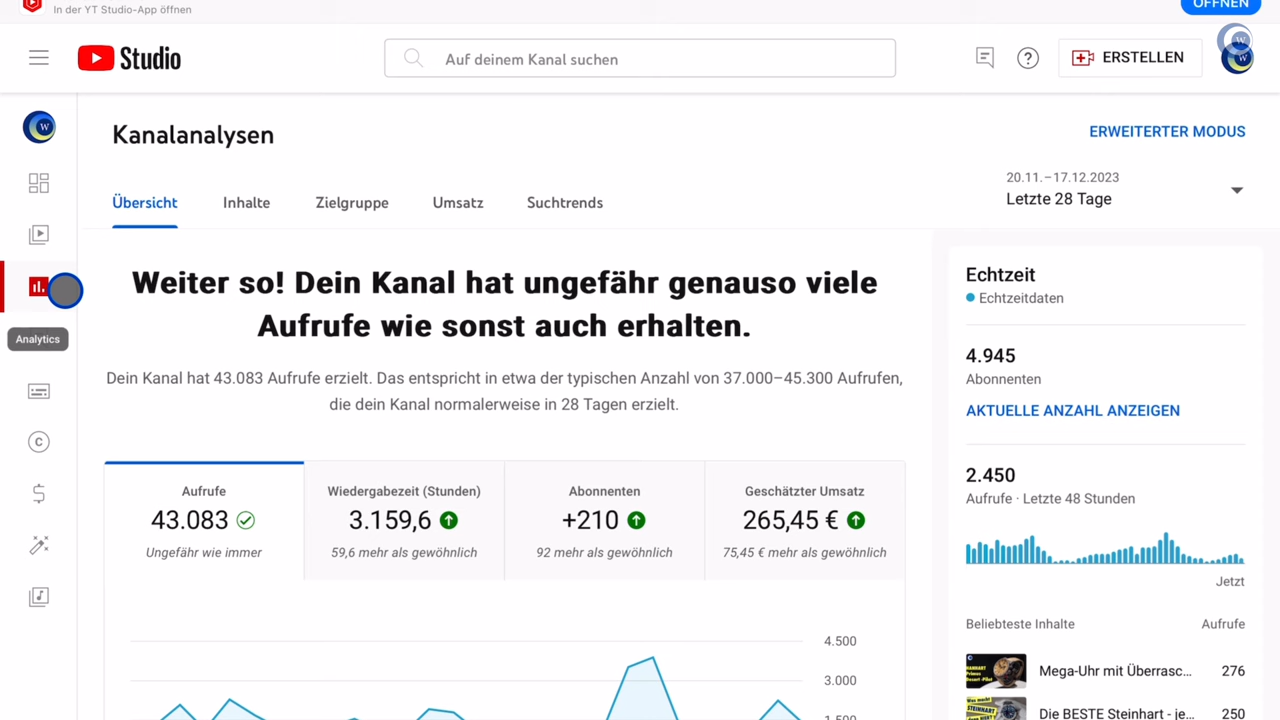 In der YT Studio-App öffnen
ÖFFNEN
Studio
Auf deinem Kanal suchen
ERSTELLEN
W
W
W
Kanalanalysen
ERWEITERTER MODUS
Übersicht
Inhalte
Zielgruppe
Umsatz
Suchtrends
20.11.–17.12.2023
Letzte 28 Tage
Analytics
Weiter so! Dein Kanal hat ungefähr genauso viele
Aufrufe wie sonst auch erhalten.
Dein Kanal hat 43.083 Aufrufe erzielt. Das entspricht in etwa der typischen Anzahl von 37.000–45.300 Aufrufen,
die dein Kanal normalerweise in 28 Tagen erzielt.
Aufrufe
43.083
Ungefähr wie immer
Wiedergabezeit (Stunden)
3.159,6
59,6 mehr als gewöhnlich
Abonnenten
+210
92 mehr als gewöhnlich
Geschätzter Umsatz
265,45 €
75,45 € mehr als gewöhnlich
4.500
3.000
1.500
Echtzeit
Echtzeitdaten
4.945
Abonnenten
AKTUELLE ANZAHL ANZEIGEN
2.450
Aufrufe · Letzte 48 Stunden
Jetzt
Beliebteste Inhalte
Aufrufe
Mega-Uhr mit Überrasc...
276
Die BESTE Steinhart - je...
250